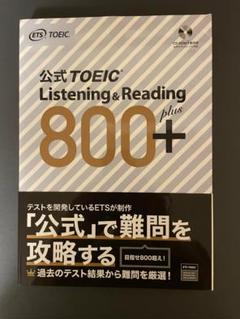 ETS TOEIC
公式 TOEIC
Listening & Reading
800+
plus
テストを開発しているETSが制作
「公式」で難問を
攻略する
目指せ800超え!
過去のテスト結果から難問を厳選!